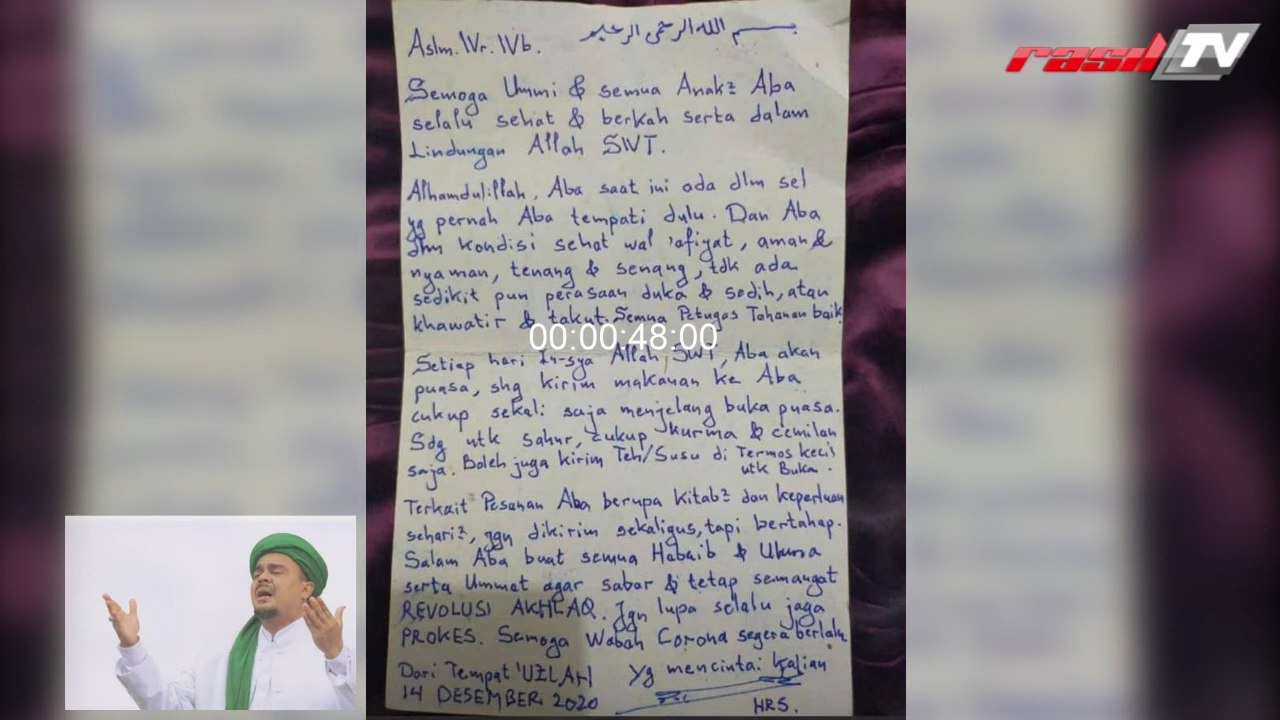 rasil TV
بسم الله الرحمن الرحيم
Aslm. Wr. Wb.
Semoga Ummi & semua Anak2 Aba
selalu sehat & berkah serta dalam
Lindungan Allah SWT.
Alhamdulillah, Aba saat ini ada dlm sel
yg pernah Aba tempati dulu. Dan Aba
dlm kondisi sehat wal 'afiyat, aman &
nyaman, tenang & senang, tdk ada
sedikit pun perasaan duka & sedih, atau
khawatir & takut. Semua Petugas Tahanan baik
00:00:48:00
Setiap hari In-sya Allah SWT, Aba akan
puasa, shg kirim makanan ke Aba
cukup sekali saja menjelang buka puasa.
Sdg utk sahur, cukup kurma & cemilan
saja. Boleh juga kirim Teh/Susu di Termos kecil
utk Buka.
Terkait Pesanan Aba berupa kitab2 dan keperluan
sehari2, jgn dikirim sekaligus, tapi bertahap.
Salam Aba buat semua Habaib & Ulama
serta Ummat agar sabar & tetap semangat
REVOLUSI AKHLAQ. Jgn lupa selalu jaga
PROKES. Semoga Wabah Corona segera berlalu.
Dari Tempat 'UZLAH
14 DESEMBER 2020
Yg mencintai kalian
HRS.